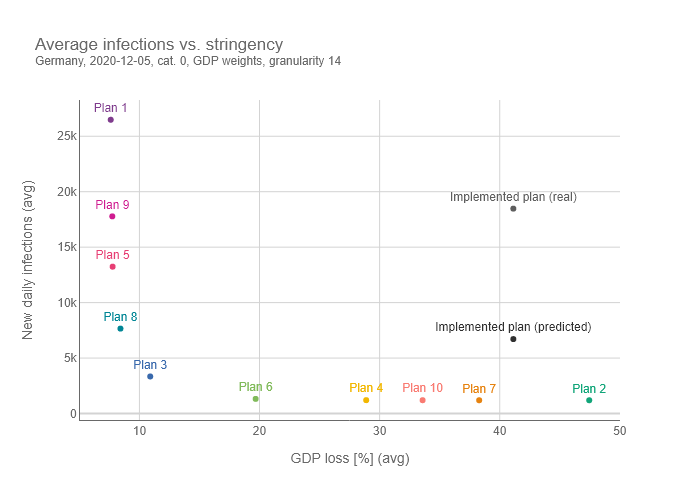 Average infections vs. stringency
Germany, 2020-12-05, cat. 0, GDP weights, granularity 14
Plan 1
25k
20k
Implemented plan (real)
Plan 9
15k
Plan 5
10k
Plan 8
Implemented plan (predicted)
5k
Plan 3
Plan 6
Plan 4
Plan 10
Plan 7
Plan 2
0
10
20
30
40
50
New daily infections (avg)
GDP loss [%] (avg)